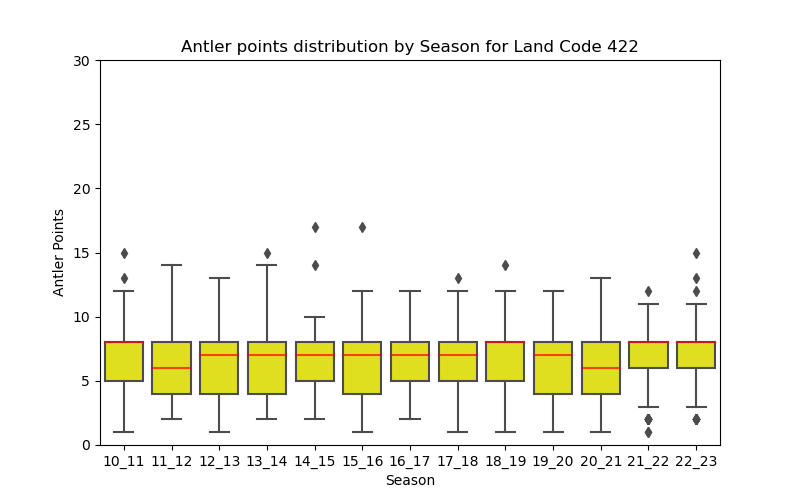 Antler points distribution by Season for Land Code 422
30
25
20
15
10
5
0
Antler Points
10_11 11_12 12_13 13_14 14_15 15_16 16_17 17_18 18_19 19_20 20_21 21_22 22_23
Season